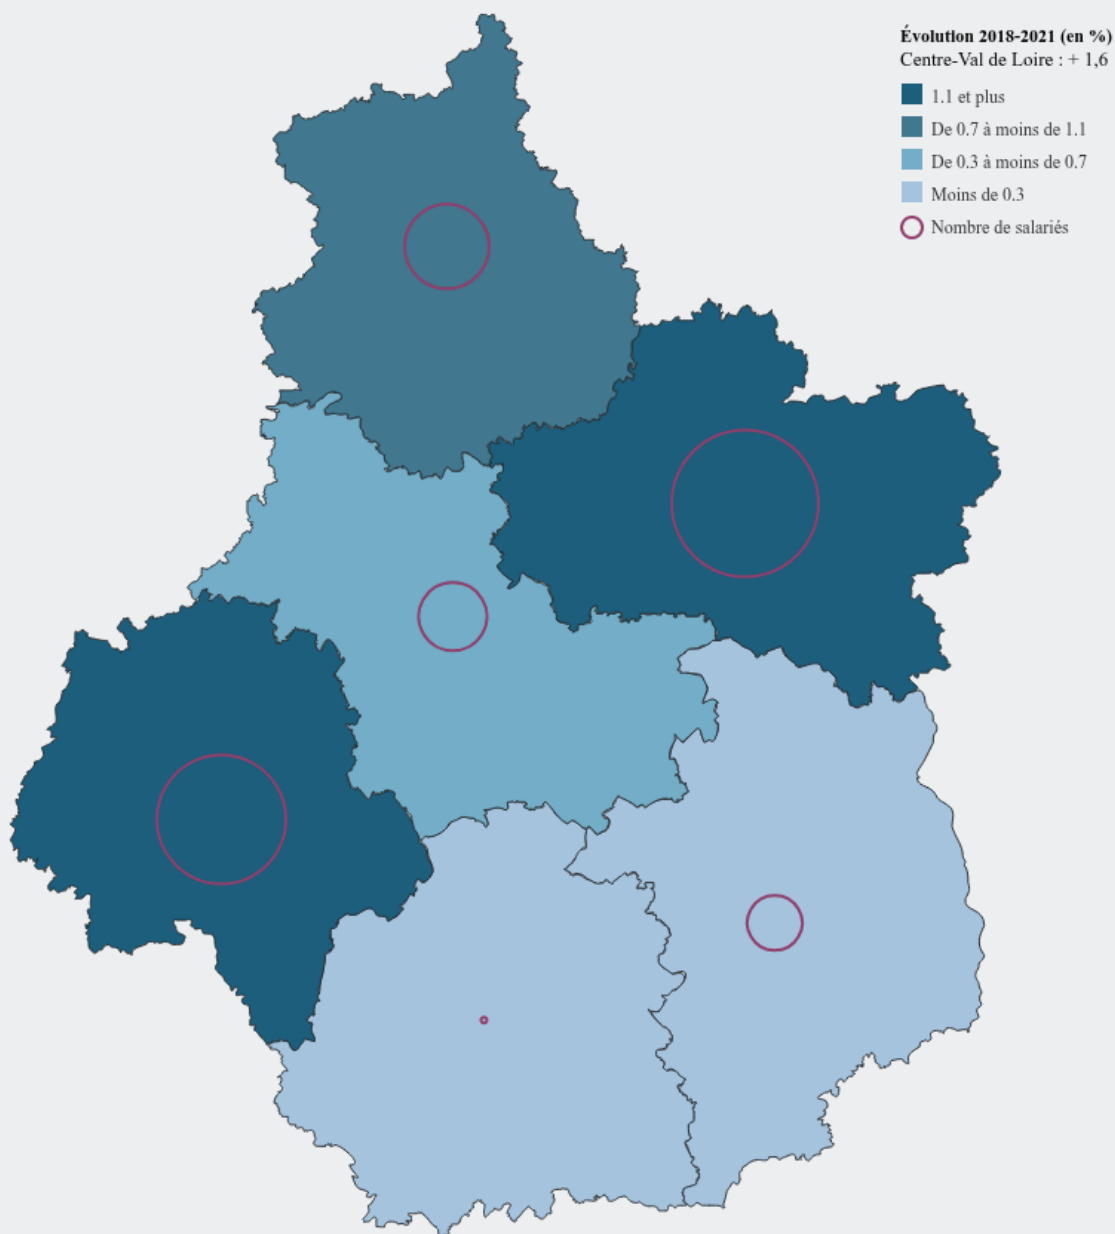 Évolution 2018-2021 (en %)
Centre-Val de Loire : + 1,6
1.1 et plus
De 0.7 à moins de 1.1
De 0.3 à moins de 0.7
Moins de 0.3
Nombre de salariés